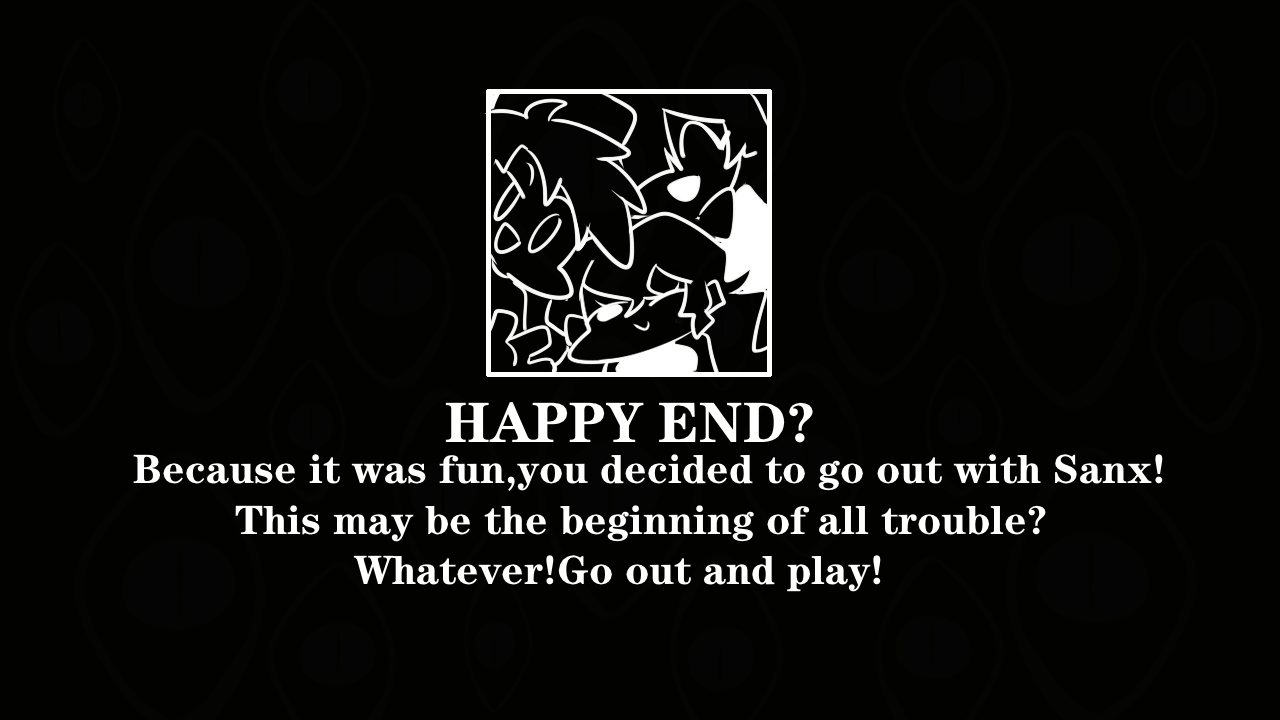 HAPPY END?
Because it was fun,you decided to go out with Sanx!
This may be the beginning of all trouble?
Whatever!Go out and play!